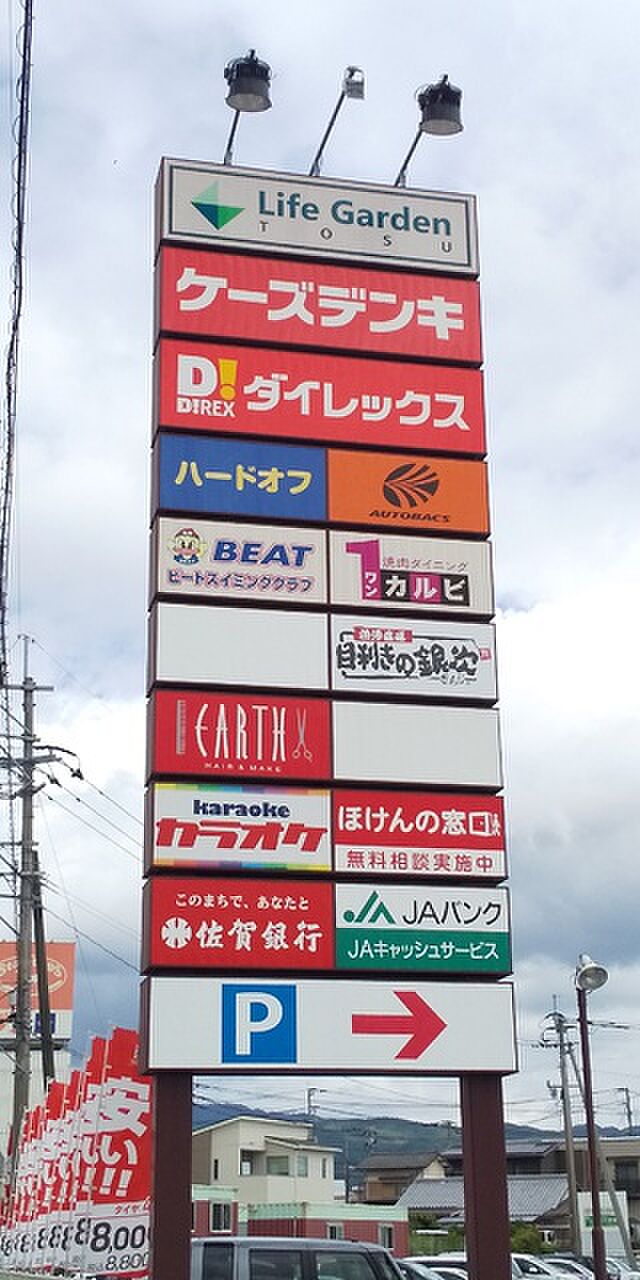 Life Garden
TOSU
ケーズデンキ
D!
DIREX
ダイレックス
ハードオフ
AUTOBACS
BEAT
ビートスイミングクラブ
焼肉ダイニング
1
ワン
カルビ
目利きの銀次
EARTH
HAIR & MAKE
karaoke
カラオケ
ほけんの窓口
無料相談実施中
このまちで、あなたと
佐賀銀行
JAバンク
JAキャッシュサービス
P
安い!!!
8,00
8,800